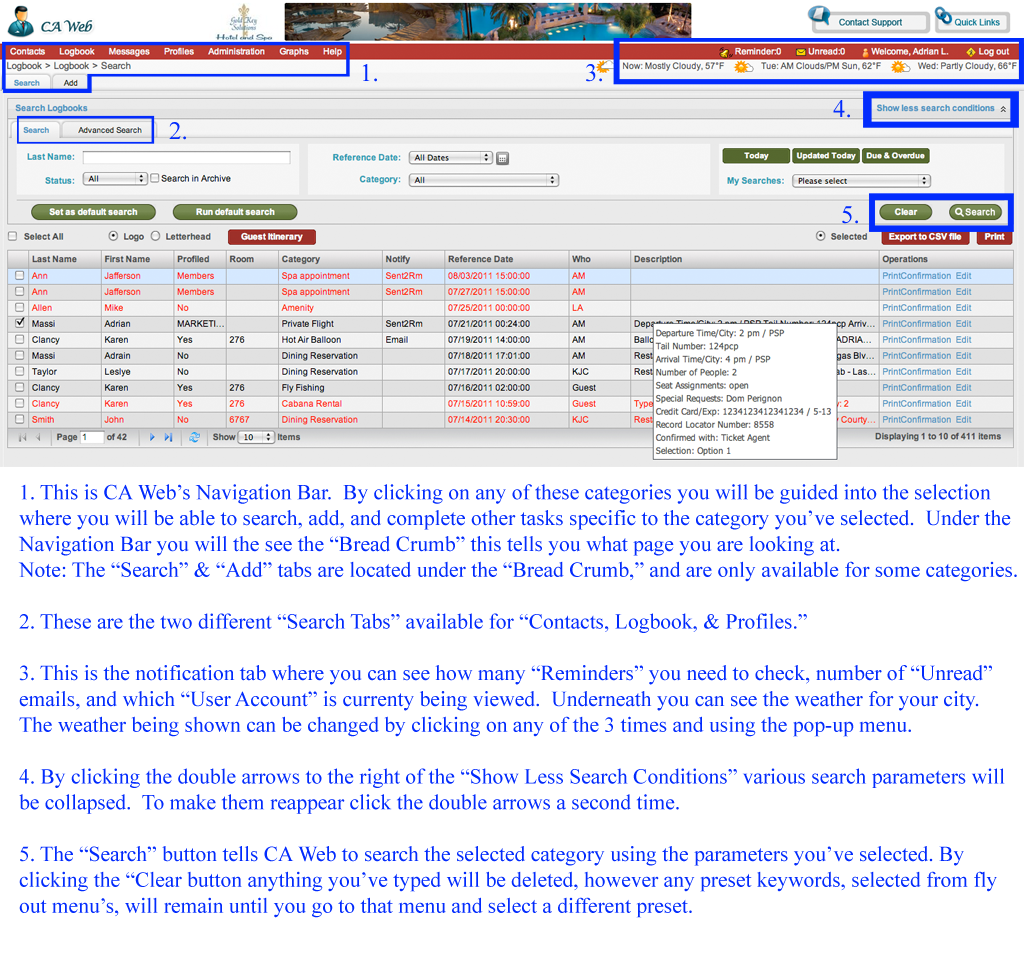 CA Web
Gold Key Solutions
Hotel and Spa
Contact Support
Quick Links
Contacts Logbook Messages Profiles Administration Graphs Help
Reminder:0 Unread:0 Welcome, Adrian L. Log out
Logbook > Logbook > Search
1.
3.
Now: Mostly Cloudy, 57°F Tue: AM Clouds/PM Sun, 62°F Wed: Partly Cloudy, 66°F
Search Add
Search Logbooks
4.
Show less search conditions
Search Advanced Search
2.
Last Name: Reference Date: All Dates Today Updated Today Due & Overdue
Status: All Search in Archive Category: All My Searches: Please select
Set as default search Run default search 5. Clear Search
Select All Logo Letterhead Guest Itinerary Selected Export to CSV file Print
Last Name First Name Profiled Room Category Notify Reference Date Who Description Operations
Ann Jafferson Members Spa appointment Sent2Rm 08/03/2011 15:00:00 AM PrintConfirmation Edit
Ann Jafferson Members Spa appointment Sent2Rm 07/27/2011 15:00:00 AM PrintConfirmation Edit
Allen Mike No Amenity 07/25/2011 00:00:00 LA PrintConfirmation Edit
Massi Adrian MARKETI... Private Flight Sent2Rm 07/21/2011 00:24:00 AM Departure Time/City: 2 pm / PSP Tail Number: 124pcp Arriv... PrintConfirmation Edit
Clancy Karen Yes 276 Hot Air Balloon Email 07/19/2011 14:00:00 AM Ballo ADRIA... PrintConfirmation Edit
Massi Adrain No Dining Reservation 07/18/2011 17:01:00 AM Rest gas Blv... PrintConfirmation Edit
Taylor Leslye No Dining Reservation 07/17/2011 20:00:00 KJC Rest ab - Las... PrintConfirmation Edit
Clancy Karen Yes 276 Fly Fishing 07/16/2011 02:00:00 Guest PrintConfirmation Edit
Clancy Karen Yes 276 Cabana Rental 07/15/2011 10:59:00 Guest Type y: 2 PrintConfirmation Edit
Smith John No 6767 Dining Reservation 07/14/2011 20:30:00 KJC Rest County... PrintConfirmation Edit
Departure Time/City: 2 pm / PSP
Tail Number: 124pcp
Arrival Time/City: 4 pm / PSP
Number of People: 2
Seat Assignments: open
Special Requests: Dom Perignon
Credit Card/Exp: 1234123412341234 / 5-13
Record Locator Number: 8558
Confirmed with: Ticket Agent
Selection: Option 1
Page 1 of 42 Show 10 Items Displaying 1 to 10 of 411 Items
1. This is CA Web's Navigation Bar.  By clicking on any of these categories you will be guided into the selection
where you will be able to search, add, and complete other tasks specific to the category you've selected.  Under the
Navigation Bar you will the see the “Bread Crumb” this tells you what page you are looking at.
Note: The “Search” & “Add” tabs are located under the “Bread Crumb,” and are only available for some categories.
2. These are the two different “Search Tabs” available for “Contacts, Logbook, & Profiles.”
3. This is the notification tab where you can see how many “Reminders” you need to check, number of “Unread”
emails, and which “User Account” is currenty being viewed.  Underneath you can see the weather for your city.
The weather being shown can be changed by clicking on any of the 3 times and using the pop-up menu.
4. By clicking the double arrows to the right of the “Show Less Search Conditions” various search parameters will
be collapsed.  To make them reappear click the double arrows a second time.
5. The “Search” button tells CA Web to search the selected category using the parameters you've selected. By
clicking the “Clear button anything you've typed will be deleted, however any preset keywords, selected from fly
out menu's, will remain until you go to that menu and select a different preset.